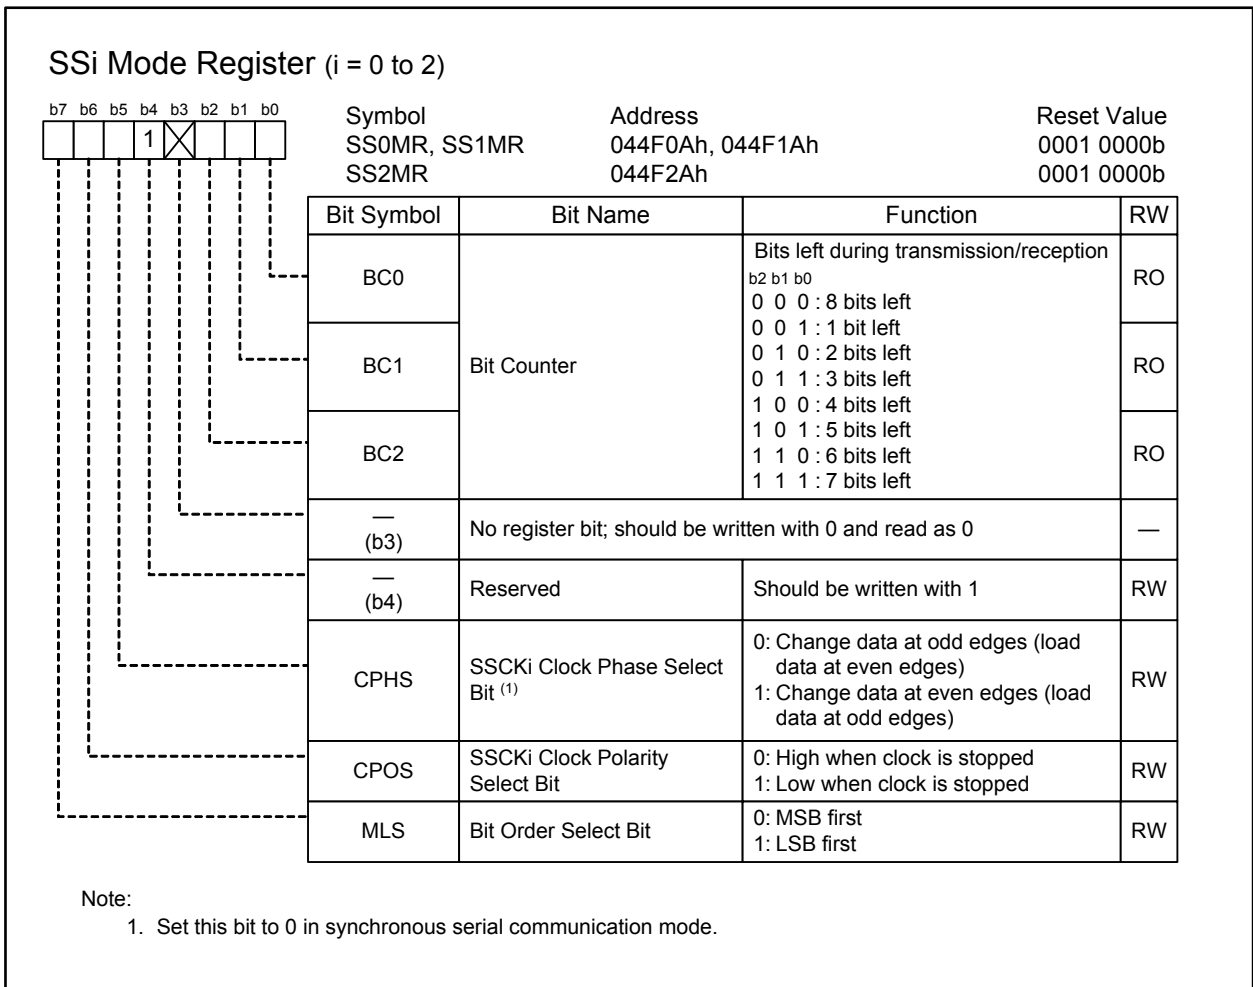 SSi Mode Register (i = 0 to 2)
b7 b6 b5 b4 b3 b2 b1 b0
1
Symbol Address Reset Value
SS0MR, SS1MR 044F0Ah, 044F1Ah 0001 0000b
SS2MR 044F2Ah 0001 0000b
Bit Symbol Bit Name Function RW
BC0 RO
BC1 Bit Counter RO
BC2 RO
Bits left during transmission/reception
b2 b1 b0
0 0 0 : 8 bits left
0 0 1 : 1 bit left
0 1 0 : 2 bits left
0 1 1 : 3 bits left
1 0 0 : 4 bits left
1 0 1 : 5 bits left
1 1 0 : 6 bits left
1 1 1 : 7 bits left
—
(b3) No register bit; should be written with 0 and read as 0 —
—
(b4) Reserved Should be written with 1 RW
CPHS
SSCKi Clock Phase Select
Bit (1)
0: Change data at odd edges (load
data at even edges)
1: Change data at even edges (load
data at odd edges)
RW
CPOS
SSCKi Clock Polarity
Select Bit
0: High when clock is stopped
1: Low when clock is stopped
RW
MLS
Bit Order Select Bit
0: MSB first
1: LSB first
RW
Note:
1. Set this bit to 0 in synchronous serial communication mode.